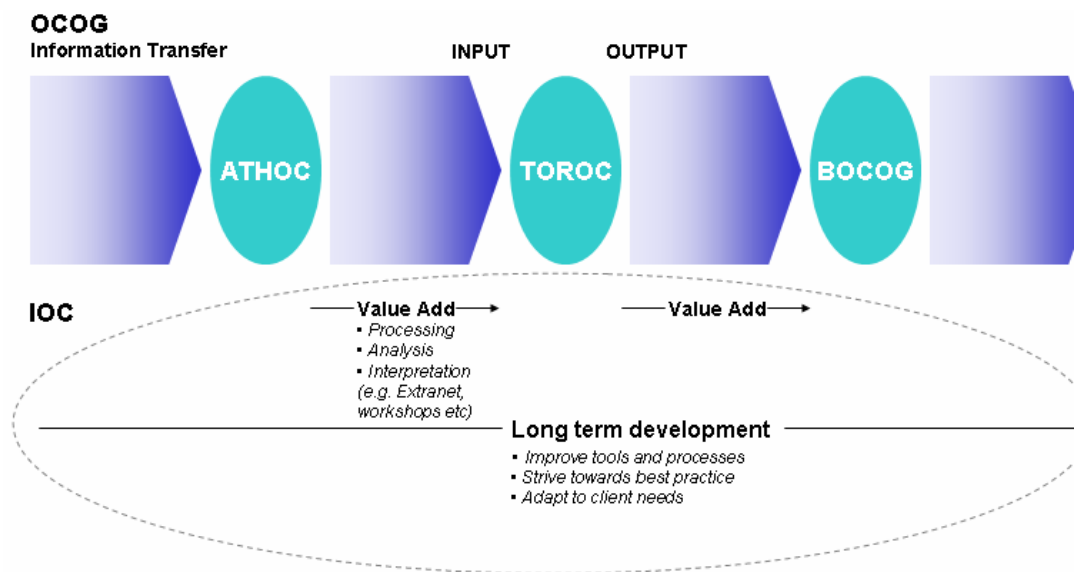 OCOG
Information Transfer
INPUT
OUTPUT
ATHOC
TOROC
BOCOG
IOC
Value Add
▪ Processing
▪ Analysis
▪ Interpretation
(e.g. Extranet,
workshops etc)
Value Add
Long term development
▪ Improve tools and processes
▪ Strive towards best practice
▪ Adapt to client needs